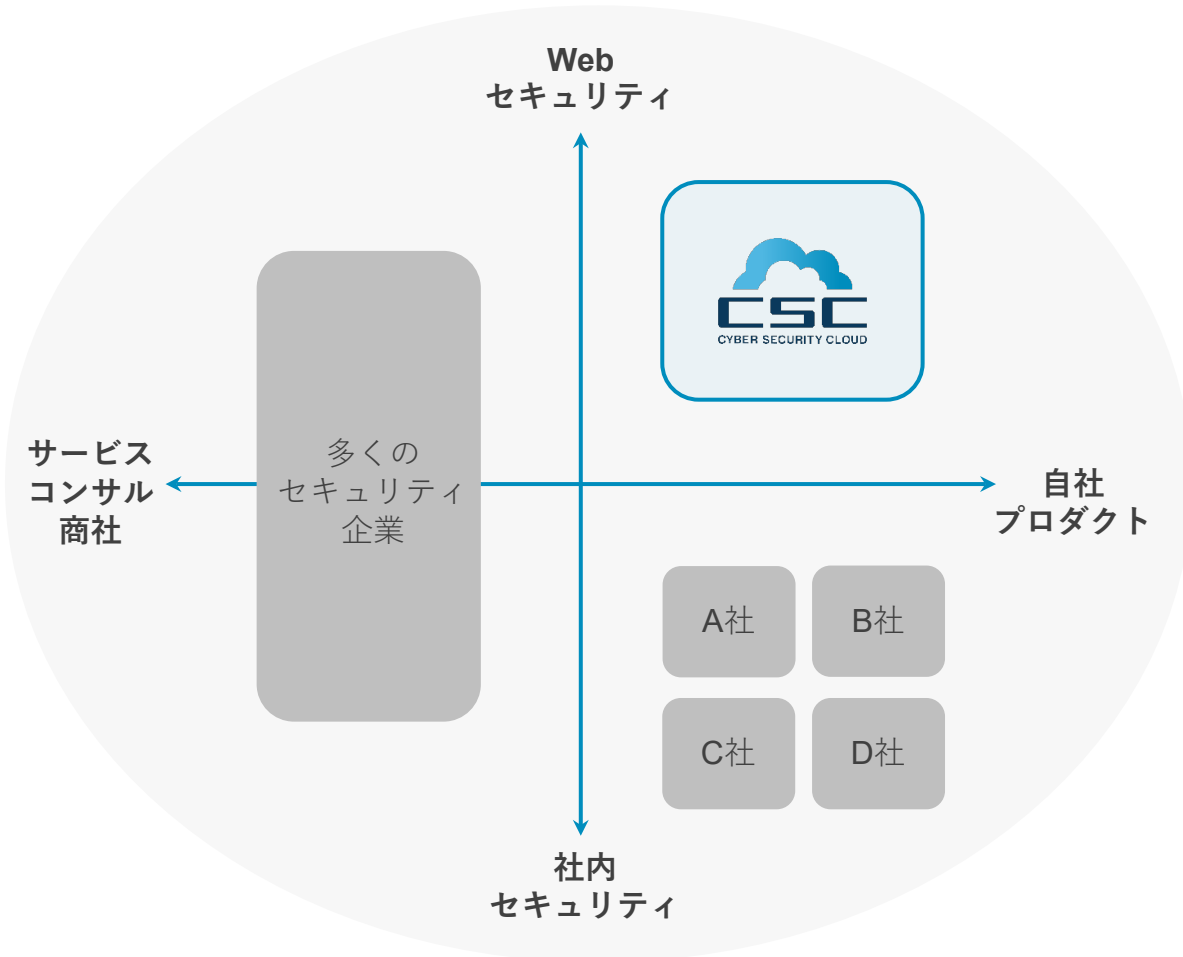 Web
セキュリティ
CSC
CYBER SECURITY CLOUD
サービス
コンサル
商社
多くの
セキュリティ
企業
自社
プロダクト
A社
B社
C社
D社
社内
セキュリティ